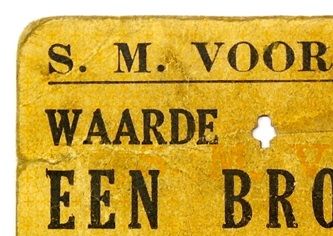 S. M. VOOR
WAARDE
EEN BRO